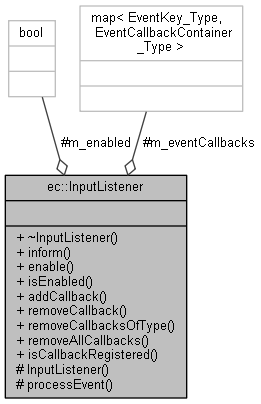 bool
map< EventKey_Type,
EventCallbackContainer
_Type >
#m_enabled
#m_eventCallbacks
ec::InputListener
+ ~InputListener()
+ inform()
+ enable()
+ isEnabled()
+ addCallback()
+ removeCallback()
+ removeCallbacksOfType()
+ removeAllCallbacks()
+ isCallbackRegistered()
# InputListener()
# processEvent()